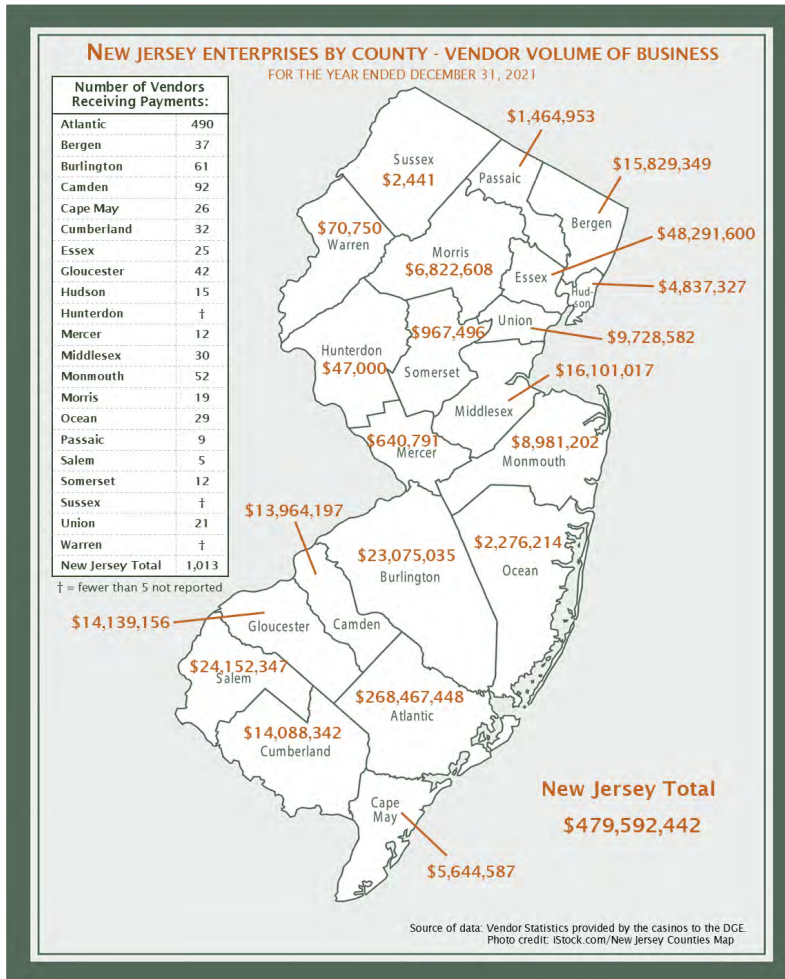 NEW JERSEY ENTERPRISES BY COUNTY - VENDOR VOLUME OF BUSINESS
FOR THE YEAR ENDED DECEMBER 31, 2021
Number of Vendors
Receiving Payments:
Atlantic 490
Bergen 37
Burlington 61
Camden 92
Cape May 26
Cumberland 32
Essex 25
Gloucester 42
Hudson 15
Hunterdon †
Mercer 12
Middlesex 30
Monmouth 52
Morris 19
Ocean 29
Passaic 9
Salem 5
Somerset 12
Sussex †
Union 21
Warren †
New Jersey Total 1,013
† = fewer than 5 not reported
$1,464,953
Sussex
$2,441
Passaic
$15,829,349
Bergen
$70,750
Warren
$48,291,600
Morris
$6,822,608
Essex
$4,837,327
Hud-
son
Union
$967,496
$9,728,582
Hunterdon
$47,000
Somerset
$16,101,017
Middlesex
$640,791
Mercer
$8,981,202
Monmouth
$13,964,197
$23,075,035
Burlington
$2,276,214
Ocean
$14,139,156
Gloucester
Camden
$24,152,347
Salem
$268,467,448
Atlantic
$14,088,342
Cumberland
Cape
May
$5,644,587
New Jersey Total
$479,592,442
Source of data: Vendor Statistics provided by the casinos to the DGE.
Photo credit: iStock.com/New Jersey Counties Map